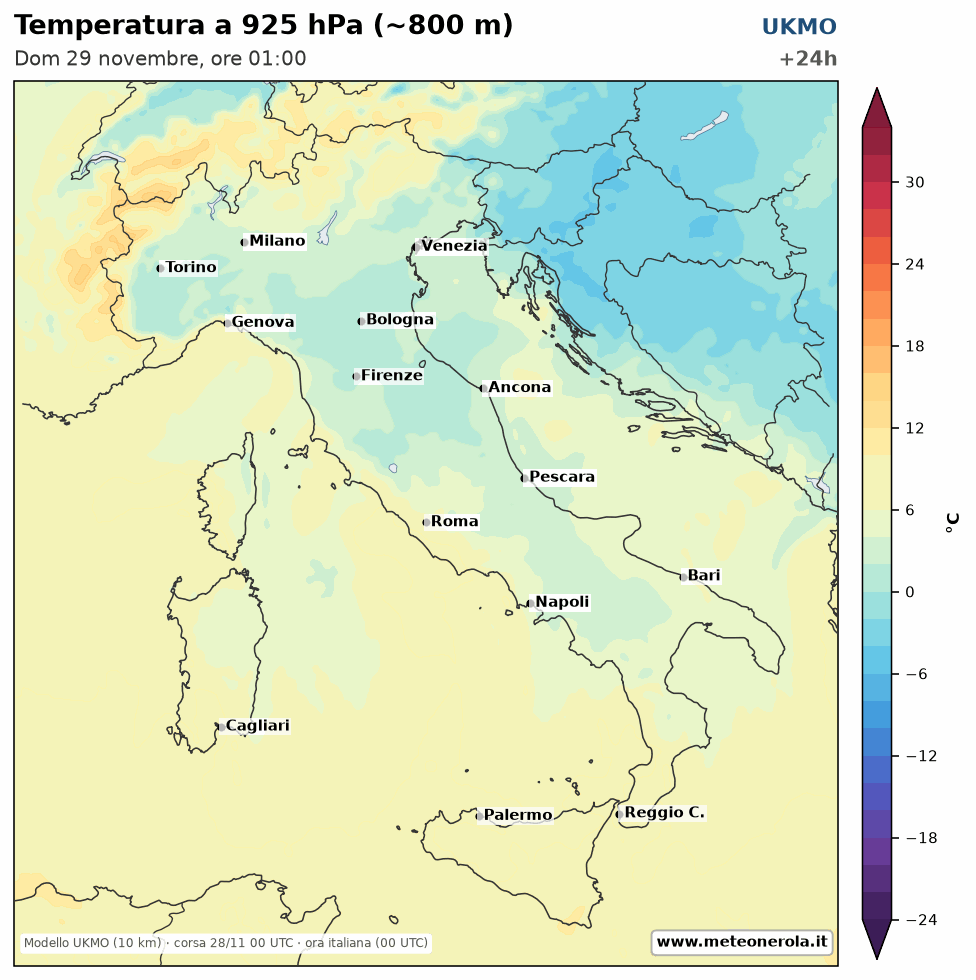 Temperatura a 925 hPa (~800 m)
UKMO
Dom 29 novembre, ore 01:00
+24h
Milano
Venezia
Torino
Genova
Bologna
Firenze
Ancona
Pescara
Roma
Bari
Napoli
Cagliari
Palermo
Reggio C.
30
24
18
12
6
0
−6
−12
−18
−24
°C
Modello UKMO (10 km) · corsa 28/11 00 UTC · ora italiana (00 UTC)
www.meteonerola.it